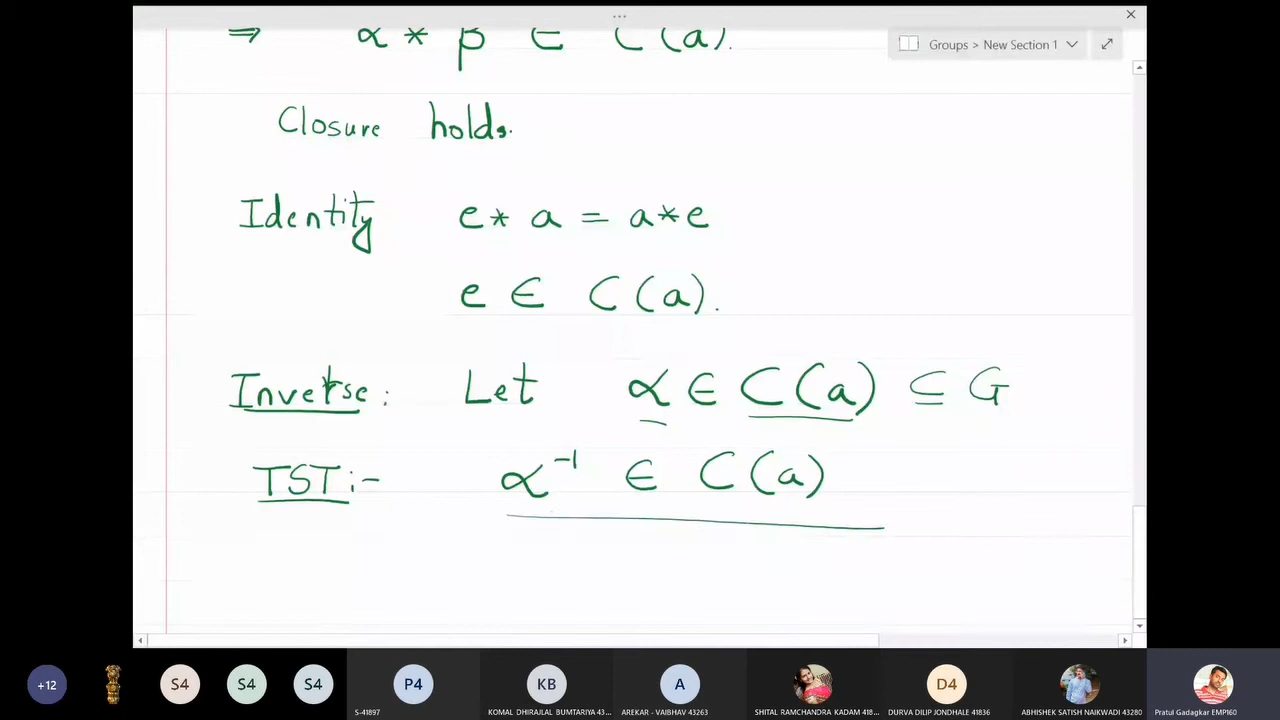 ⇒ α * β ∈ C(a).
Groups > New Section 1
Closure holds.
Identity e * a = a * e
e ∈ C(a).
Inverse: Let α ∈ C(a) ⊆ G
TST:- α⁻¹ ∈ C(a)
+12
S4
S4
S4
P4
KB
A
D4
S-41897
KOMAL DHIRAJLAL BUMTARIYA 43...
AREKAR - VAIBHAV 43263
SHITAL RAMCHANDRA KADAM 418...
DURVA DILIP JONDHALE 41836
ABHISHEK SATISH NAIKWADI 43280
Pratul Gadagkar EMP160